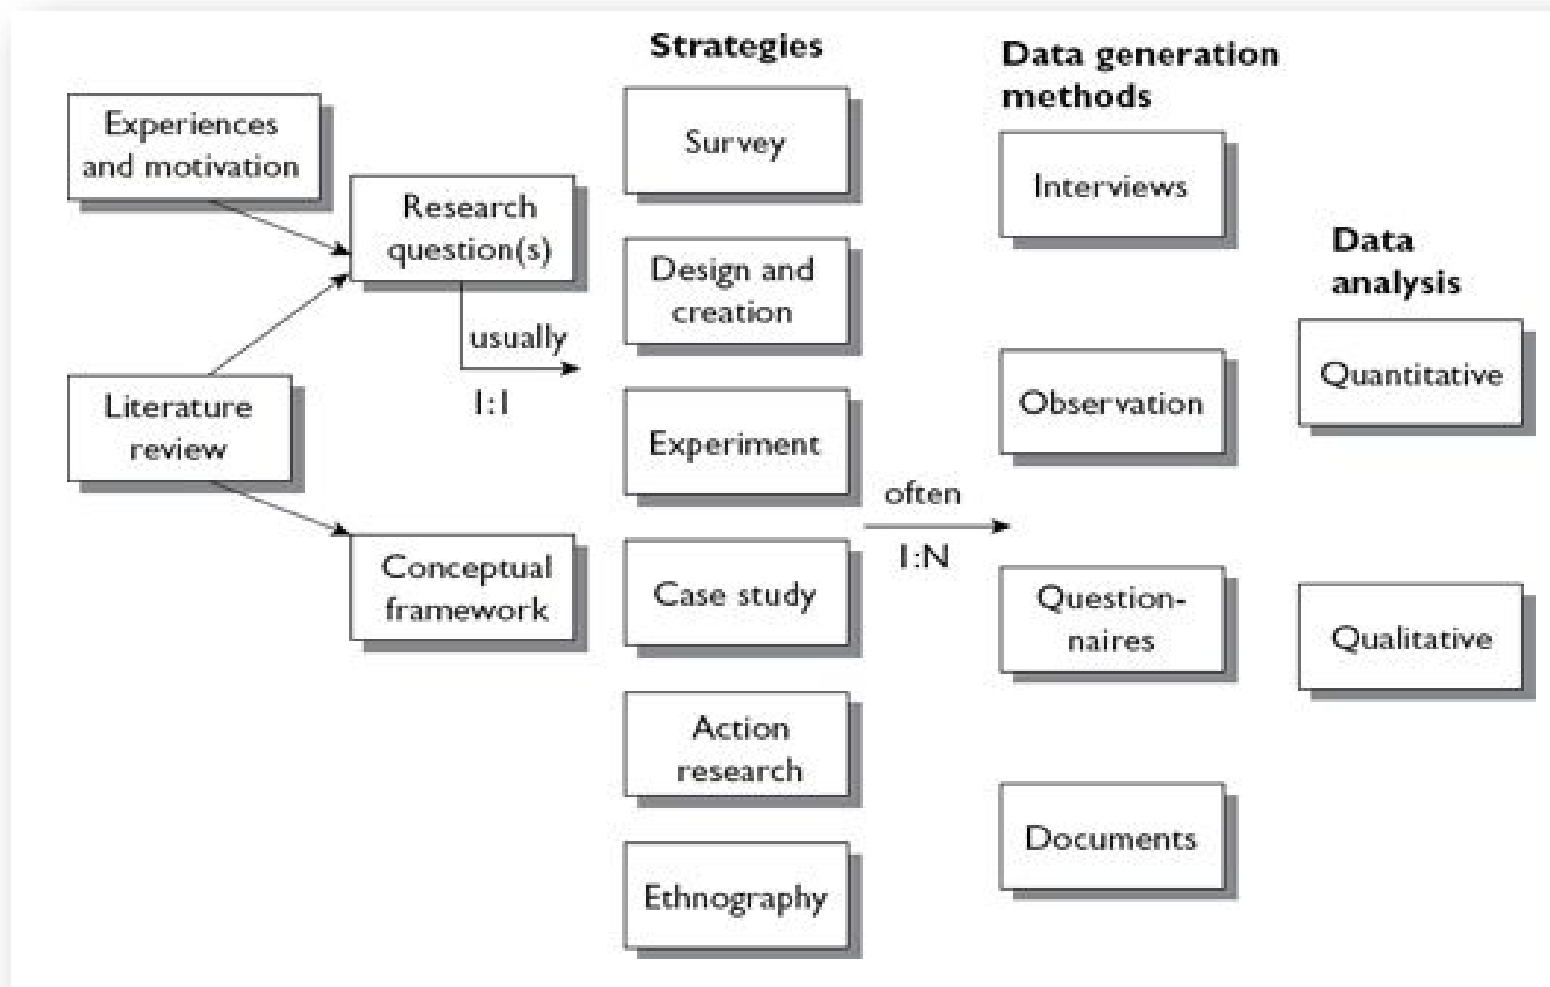 Experiences
and motivation
Literature
review
Research
question(s)
usually
1:1
Conceptual
framework
Strategies
Survey
Design and
creation
Experiment
Case study
Action
research
Ethnography
often
1:N
Data generation
methods
Interviews
Observation
Question-
naires
Documents
Data
analysis
Quantitative
Qualitative